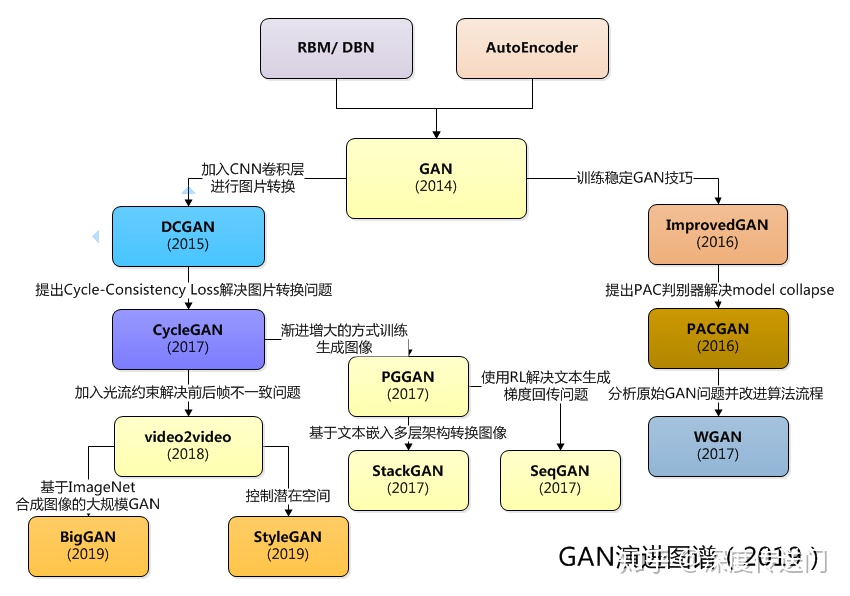 RBM/ DBN
AutoEncoder
GAN
(2014)
加入CNN卷积层
进行图片转换
训练稳定GAN技巧
DCGAN
(2015)
ImprovedGAN
(2016)
提出Cycle-Consistency Loss解决图片转换问题
提出PAC判别器解决model collapse
CycleGAN
(2017)
渐进增大的方式训练
生成图像
PACGAN
(2016)
PGGAN
(2017)
使用RL解决文本生成
梯度回传问题
加入光流约束解决前后帧不一致问题
分析原始GAN问题并改进算法流程
video2video
(2018)
基于文本嵌入多层架构转换图像
WGAN
(2017)
StackGAN
(2017)
SeqGAN
(2017)
基于ImageNet
合成图像的大规模GAN
控制潜在空间
BigGAN
(2019)
StyleGAN
(2019)
GAN演进图谱（2019）
知乎 @深度传送门